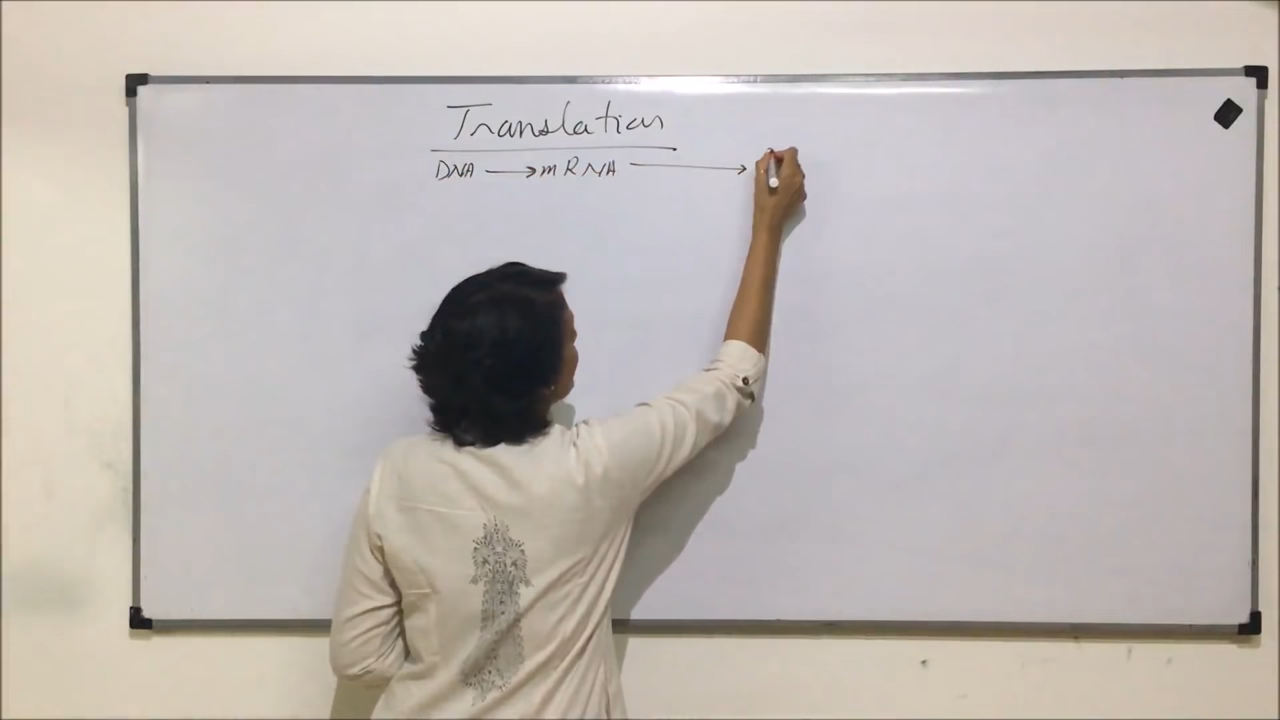 Translation
DNA → mRNA →